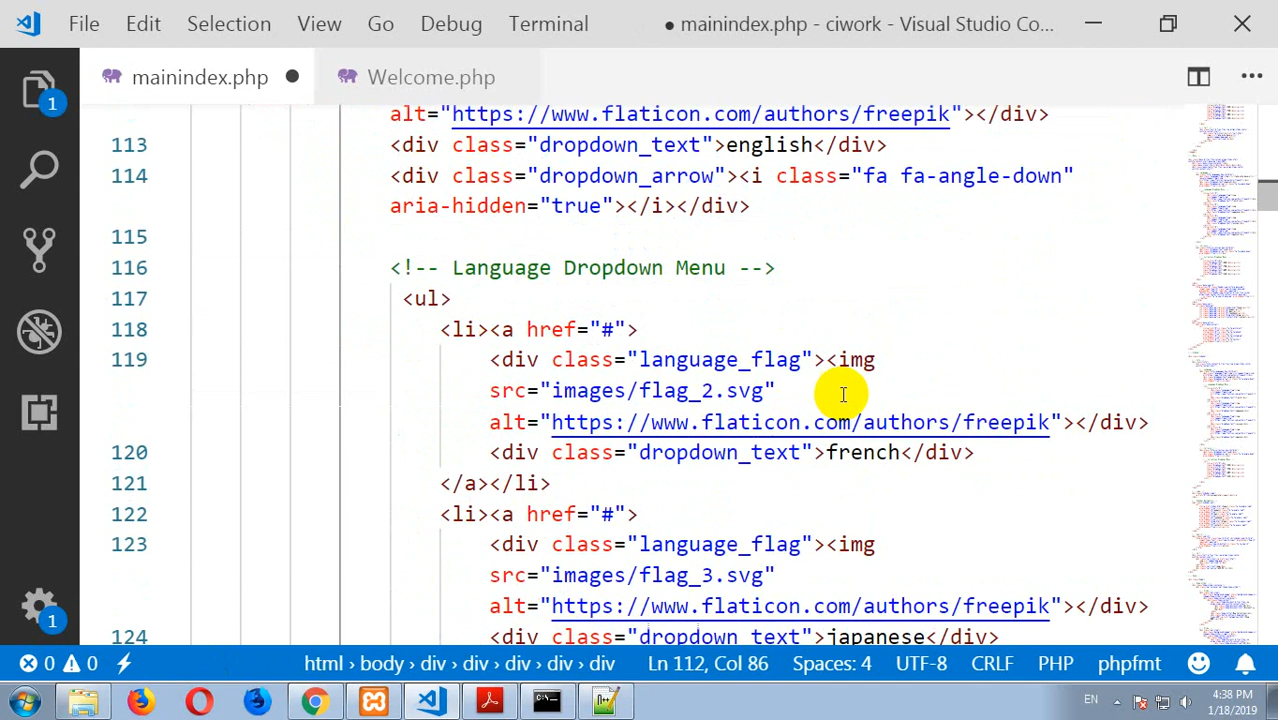 File Edit Selection View Go Debug Terminal ● mainindex.php - ciwork - Visual Studio Co...
mainindex.php ● Welcome.php
1
alt="https://www.flaticon.com/authors/freepik"></div>
113 <div class="dropdown_text">english</div>
114 <div class="dropdown_arrow"><i class="fa fa-angle-down"
aria-hidden="true"></i></div>
115
116 <!-- Language Dropdown Menu -->
117 <ul>
118 <li><a href="#">
119 <div class="language_flag"><img
src="images/flag_2.svg"
alt="https://www.flaticon.com/authors/freepik"></div>
120 <div class="dropdown_text">french</div>
121 </a></li>
122 <li><a href="#">
123 <div class="language_flag"><img
src="images/flag_3.svg"
alt="https://www.flaticon.com/authors/freepik"></div>
124 <div class="dropdown_text">japanese</div>
1
0 0 html › body › div › div › div › div › div Ln 112, Col 86 Spaces: 4 UTF-8 CRLF PHP phpfmt
EN 4:38 PM
1/18/2019